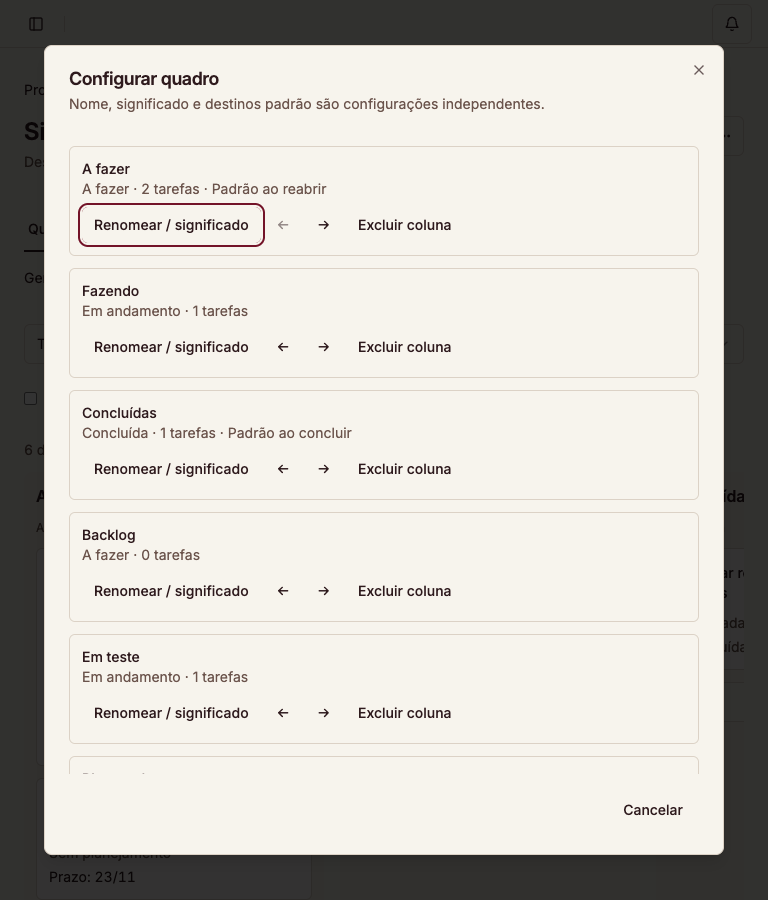 Configurar quadro
Nome, significado e destinos padrão são configurações independentes.
A fazer
A fazer · 2 tarefas · Padrão ao reabrir
Renomear / significado ← → Excluir coluna
Fazendo
Em andamento · 1 tarefas
Renomear / significado ← → Excluir coluna
Concluídas
Concluída · 1 tarefas · Padrão ao concluir
Renomear / significado ← → Excluir coluna
Backlog
A fazer · 0 tarefas
Renomear / significado ← → Excluir coluna
Em teste
Em andamento · 1 tarefas
Renomear / significado ← → Excluir coluna
Cancelar
Prazo: 23/11